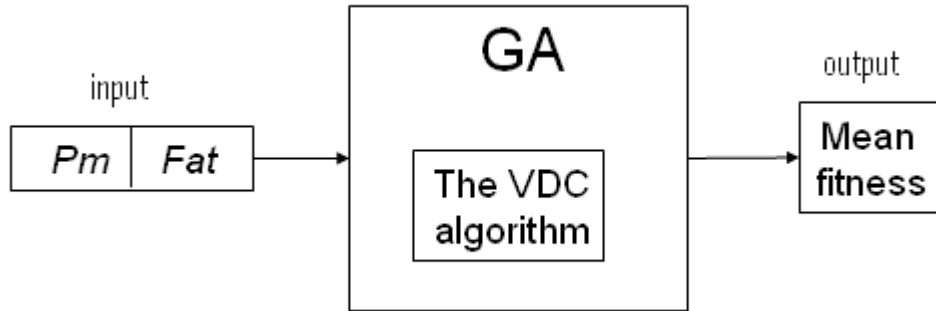 input
Pm Fat
GA
The VDC
algorithm
output
Mean
fitness